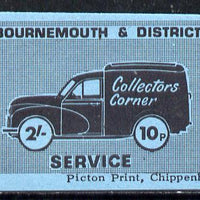 BOURNEMOUTH & DISTRICT
Collectors
Corner
2/- 10P
SERVICE
Picton Print, Chippenh